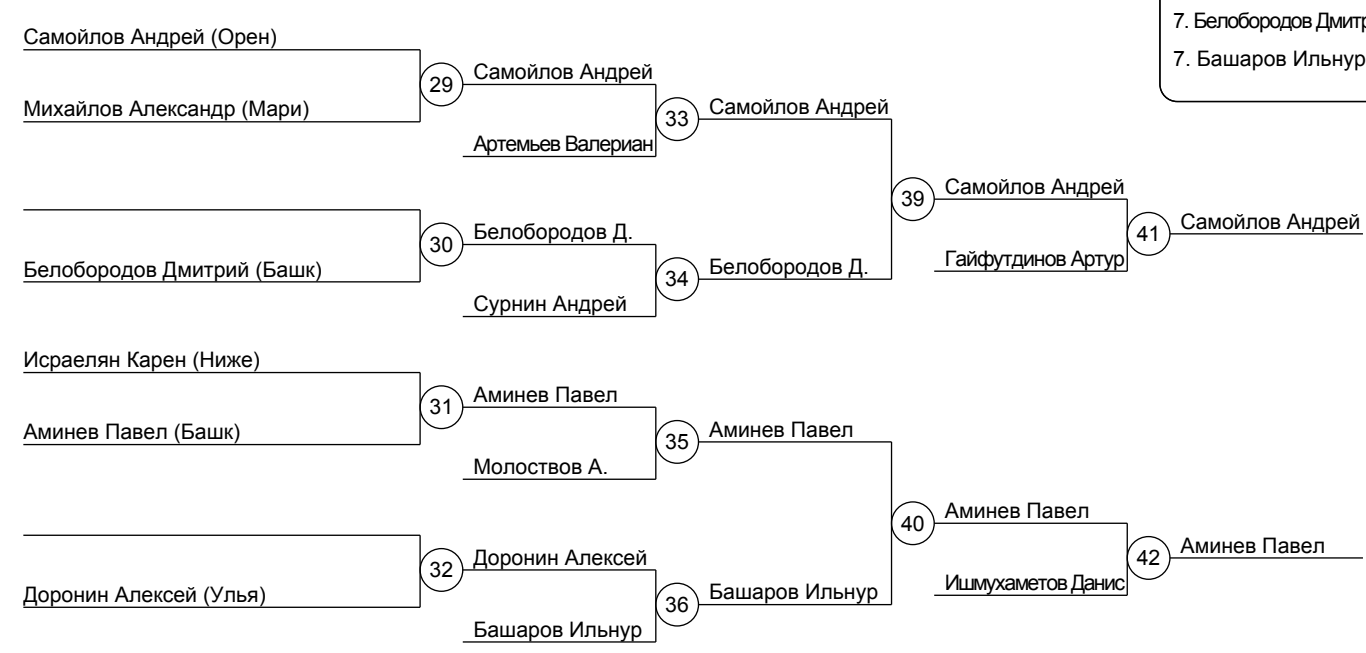 7. Белобородов Дмитр
7. Башаров Ильнур
Самойлов Андрей (Орен)
29
Самойлов Андрей
Михайлов Александр (Мари)
33
Самойлов Андрей
Артемьев Валериан
39
Самойлов Андрей
30
Белобородов Д.
41
Самойлов Андрей
Белобородов Дмитрий (Башк)
34
Белобородов Д.
Гайфутдинов Артур
Сурнин Андрей
Исраелян Карен (Ниже)
31
Аминев Павел
Аминев Павел (Башк)
35
Аминев Павел
Молоствов А.
40
Аминев Павел
32
Доронин Алексей
42
Аминев Павел
Доронин Алексей (Улья)
36
Башаров Ильнур
Ишмухаметов Данис
Башаров Ильнур